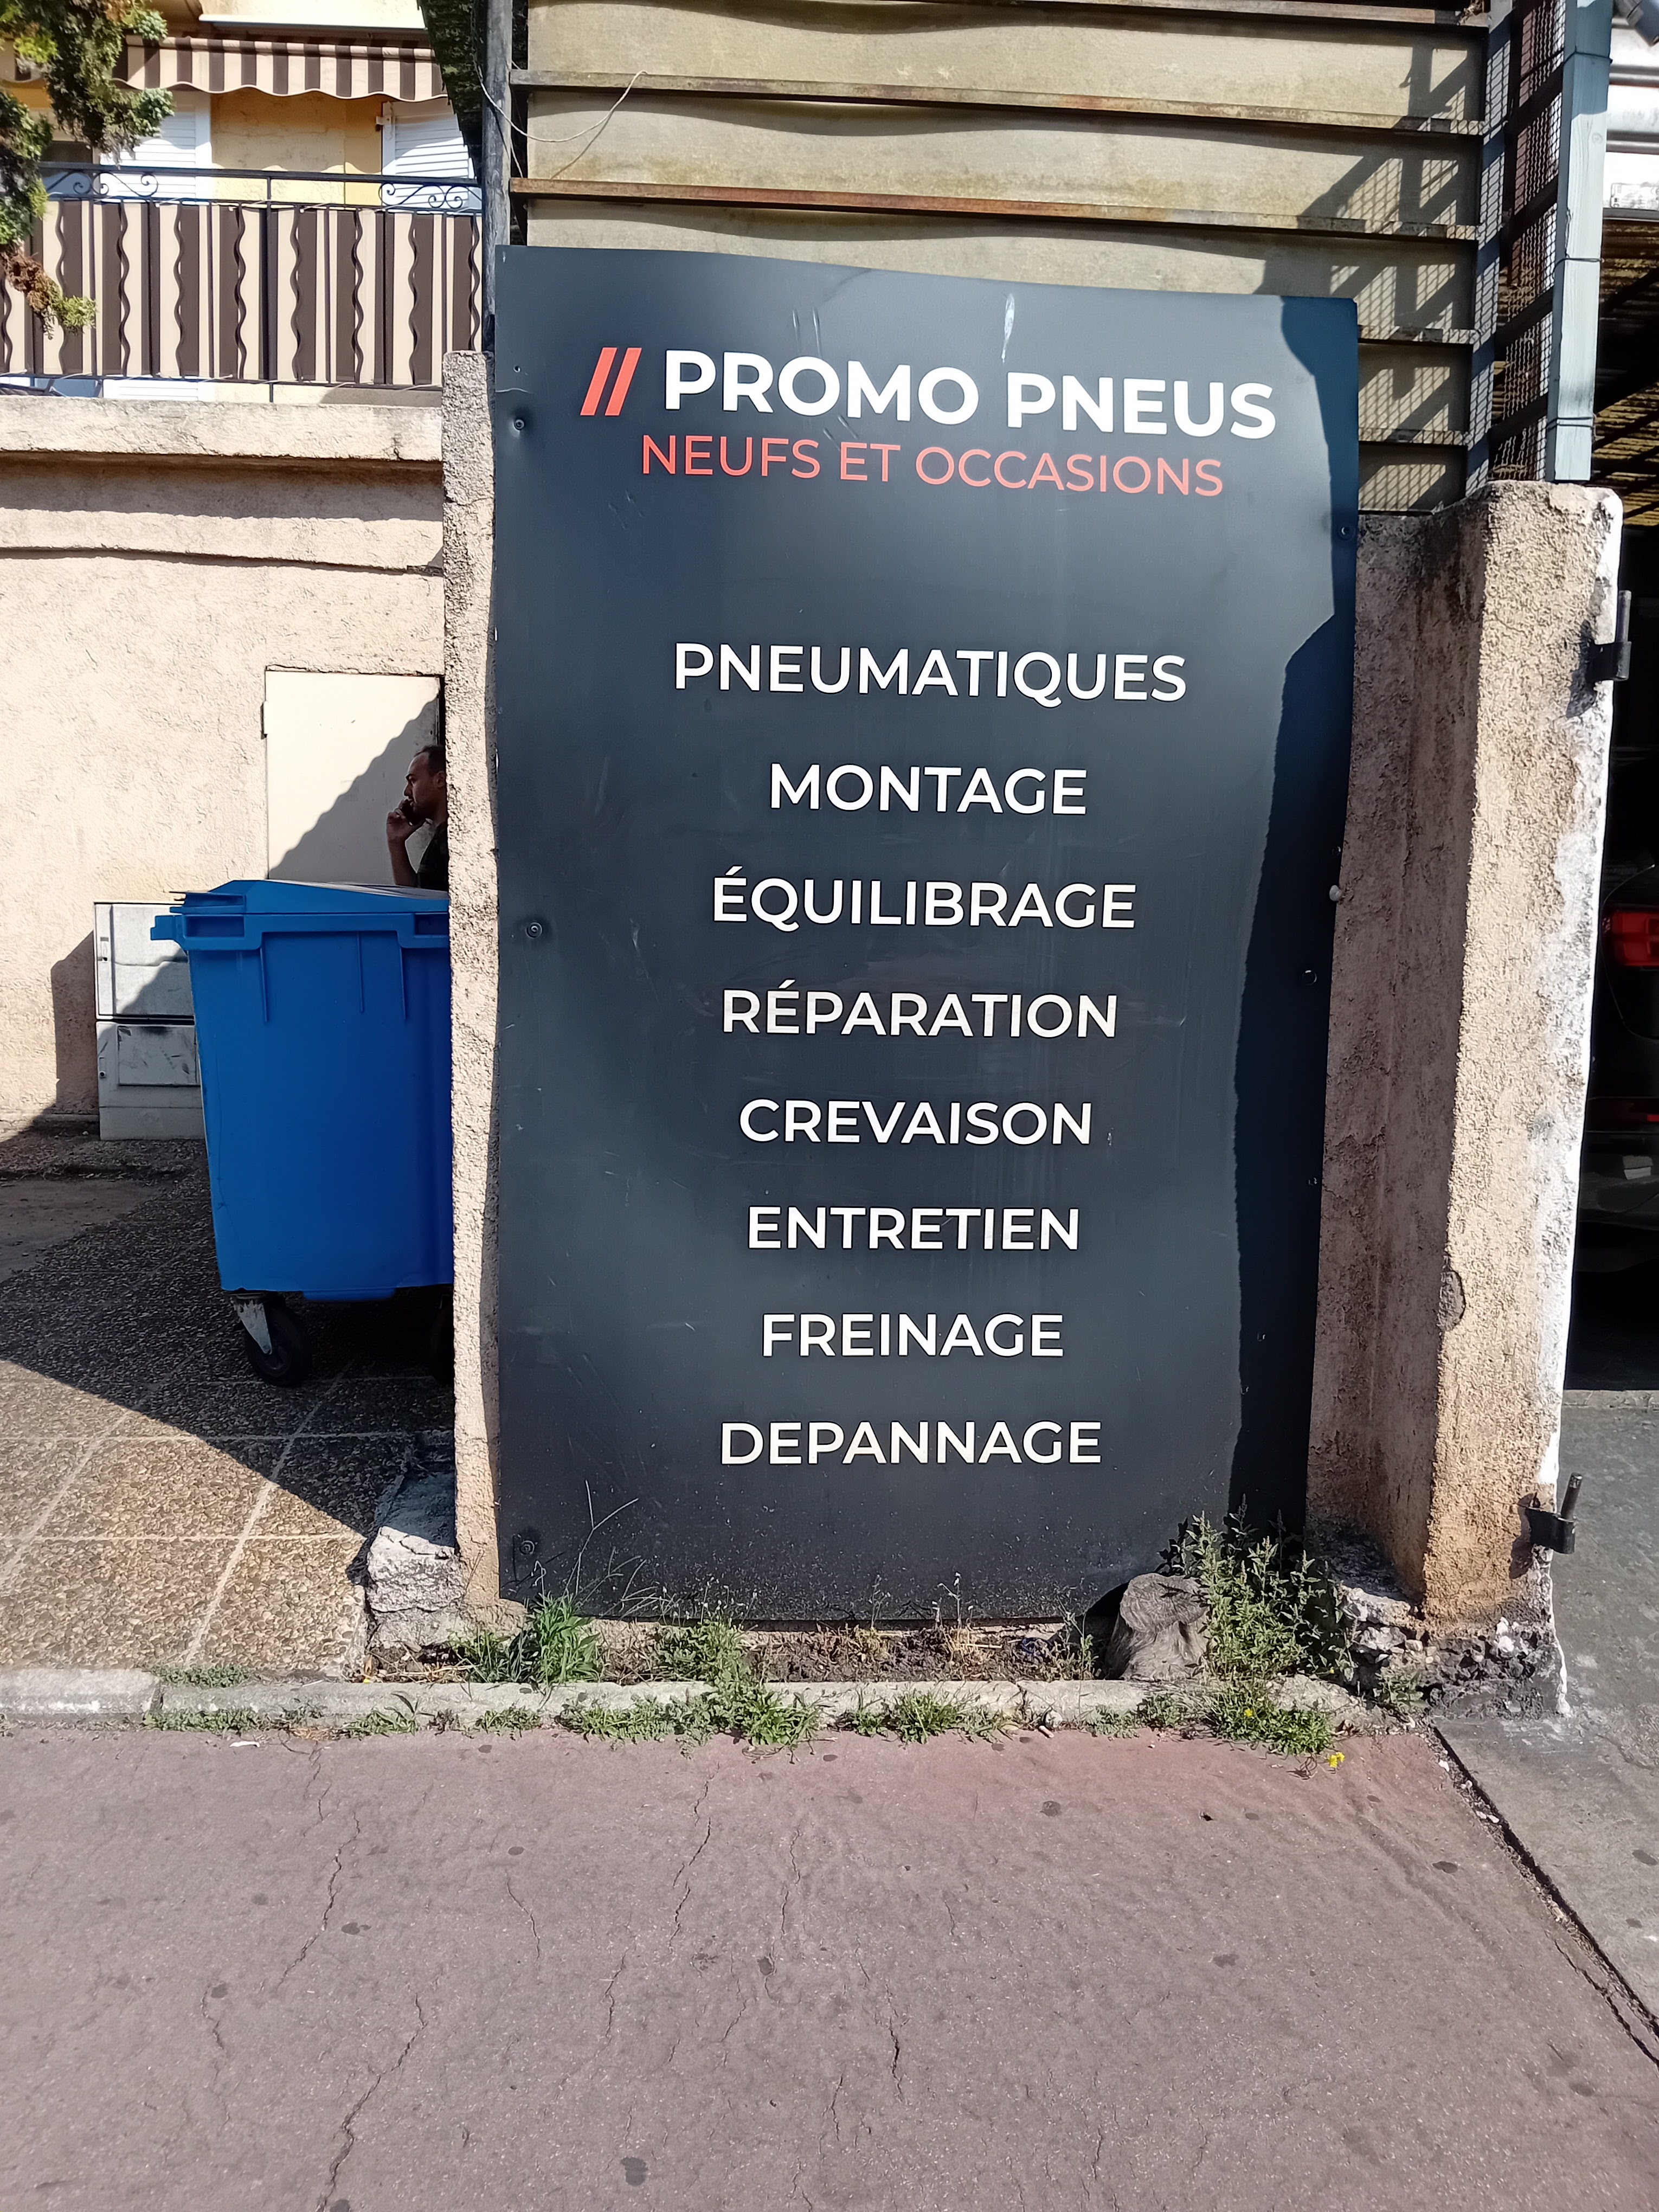 // PROMO PNEUS
NEUFS ET OCCASIONS
PNEUMATIQUES
MONTAGE
ÉQUILIBRAGE
RÉPARATION
CREVAISON
ENTRETIEN
FREINAGE
DEPANNAGE